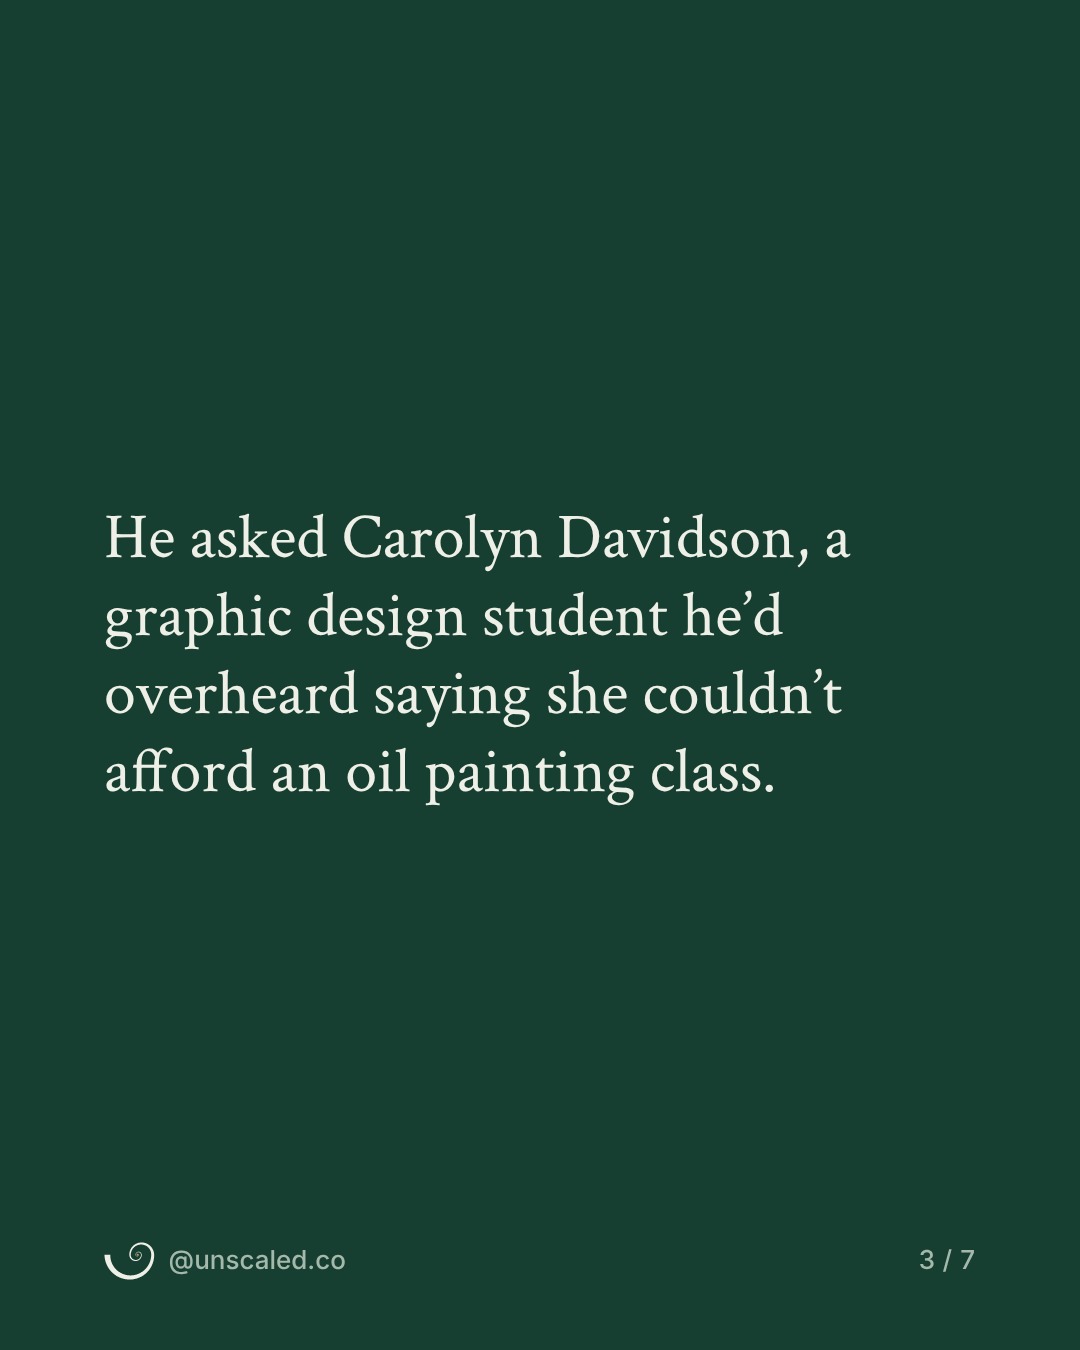 He asked Carolyn Davidson, a
graphic design student he’d
overheard saying she couldn’t
afford an oil painting class.
@unscaled.co
3 / 7